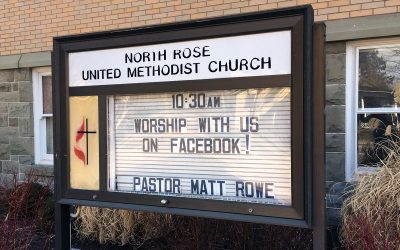 NORTH ROSE
UNITED METHODIST CHURCH
10:30AM
WORSHIP WITH US
ON FACEBOOK!
PASTOR MATT ROWE